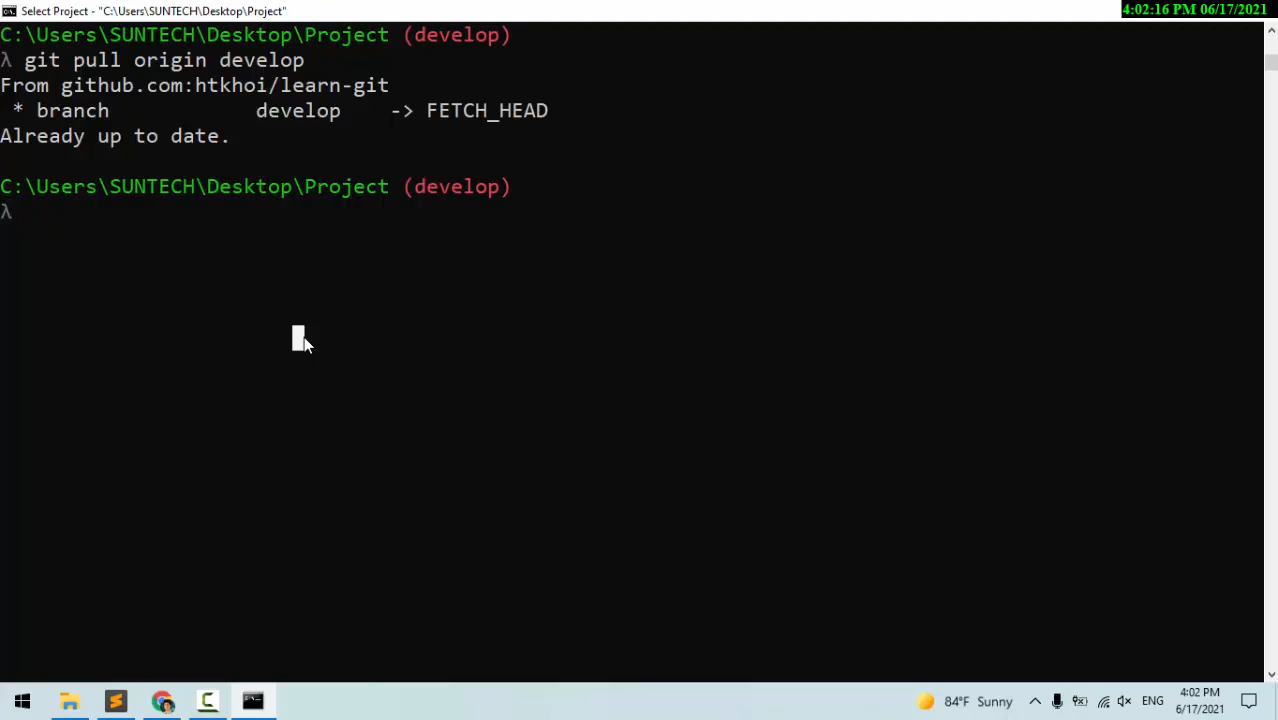 Select Project - "C:\Users\SUNTECH\Desktop\Project"
4:02:16 PM 06/17/2021
C:\Users\SUNTECH\Desktop\Project (develop)
λ git pull origin develop
From github.com:htkhoi/learn-git
* branch develop -> FETCH_HEAD
Already up to date.
C:\Users\SUNTECH\Desktop\Project (develop)
λ
84°F Sunny
ENG
4:02 PM
6/17/2021